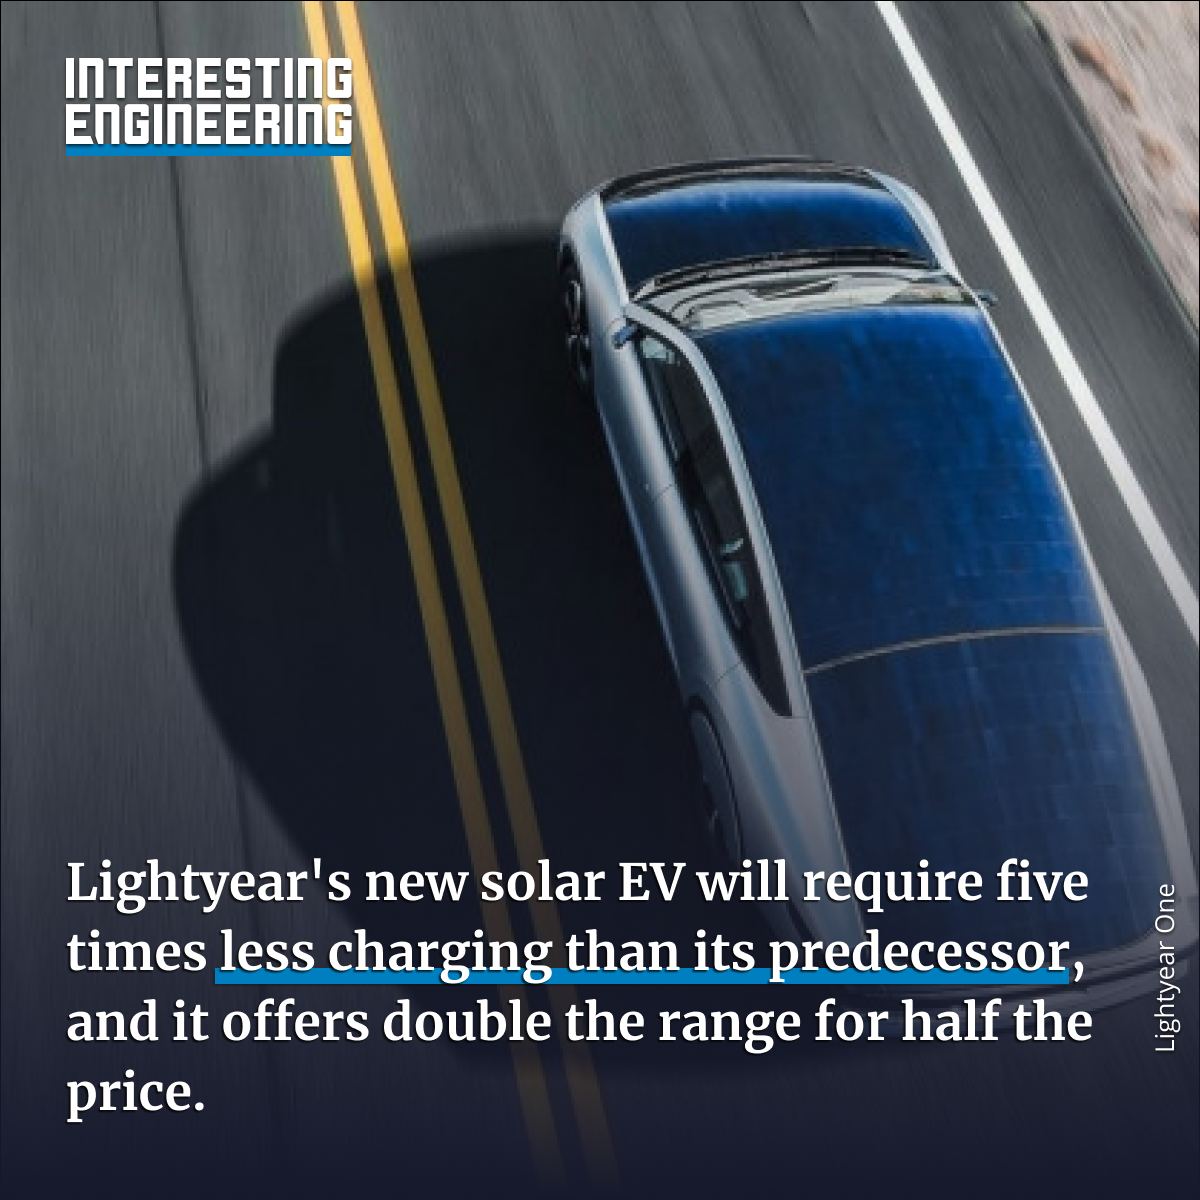 INTERESTING
ENGINEERING
Lightyear's new solar EV will require five
times less charging than its predecessor,
and it offers double the range for half the
price.
Lightyear One